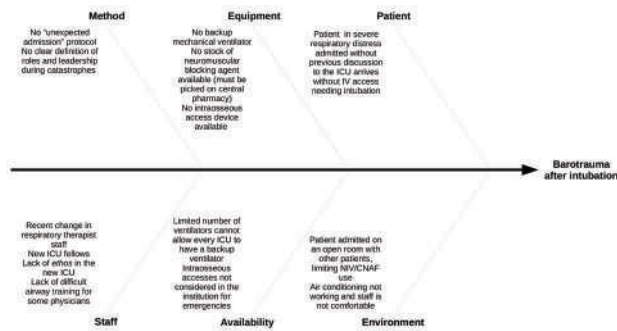 Method
No "unexpected
admission" protocol
No clear definition of
roles and leadership
during catastrophes
Equipment
No backup
mechanical ventilator
No stock of
neuromuscular
blocking agent
available (must be
picked on central
pharmacy)
No intraosseous
access device
available
Patient
Patient in severe
respiratory distress
admitted without
previous discussion
to the ICU arrives
without IV access
needing intubation
Barotrauma
after intubation
Recent change in
respiratory therapist
staff
New ICU fellows
Lack of ethos in the
new ICU
Lack of difficult
airway training for
some physicians
Staff
Limited number of
ventilators cannot
allow every ICU to
have a backup
ventilator
Intraosseous
accesses not
considered in the
institution for
emergencies
Availability
Patient admitted on
an open room with
other patients,
limiting NIV/CNAF
use
Air conditioning not
working and staff is
not comfortable
Environment